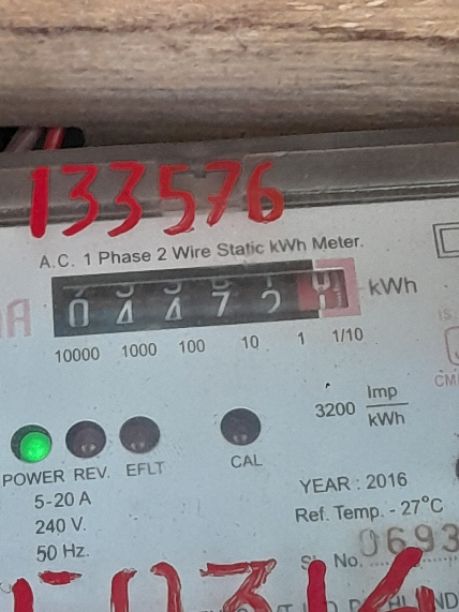 133576
A.C. 1 Phase 2 Wire Static kWh Meter.
0 4 4 7 2
kWh
10000 1000 100 10 1 1/10
3200 Imp/kWh
POWER REV. EFLT CAL
5-20 A
240 V.
50 Hz.
YEAR : 2016
Ref. Temp. - 27°C
No. 0693